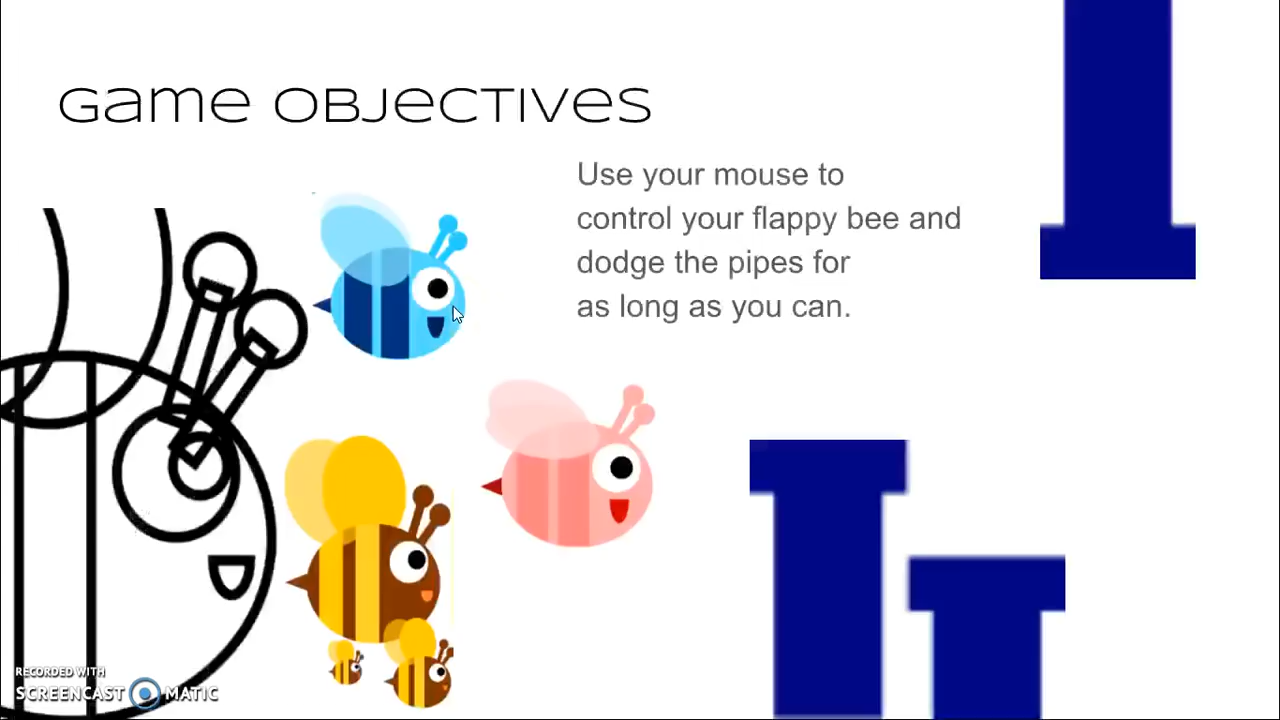 Game Objectives
Use your mouse to
control your flappy bee and
dodge the pipes for
as long as you can.
RECORDED WITH
SCREENCAST MATIC